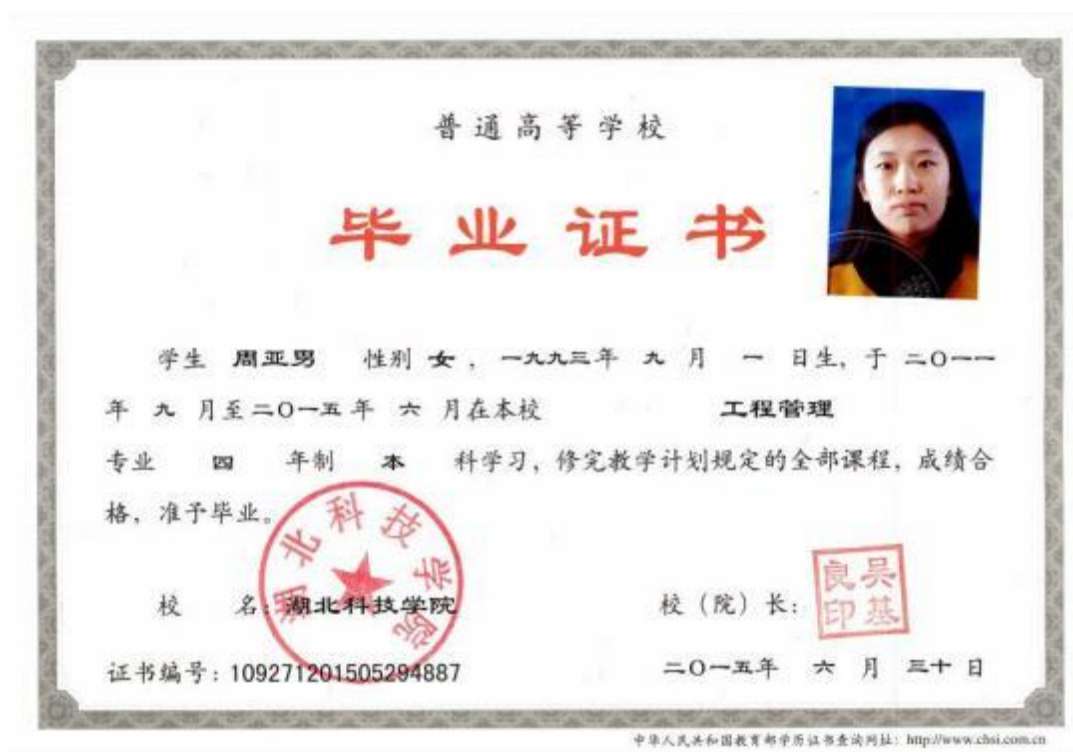 普通高等学校
毕业证书
学生 周亚男 性别 女，一九九三年 九 月 一 日生，于 二〇一一
年 九 月至二〇一五年 六 月在本校 工程管理
专业 四 年制 本 科学习，修完教学计划规定的全部课程，成绩合
格，准予毕业。
校 名：湖北科技学院
湖北科技学院
校（院）长：
吴基良印
证书编号：109271201505294887
二〇一五年 六 月 三十 日
中华人民共和国教育部学历证书查询网址：http://www.chsi.com.cn